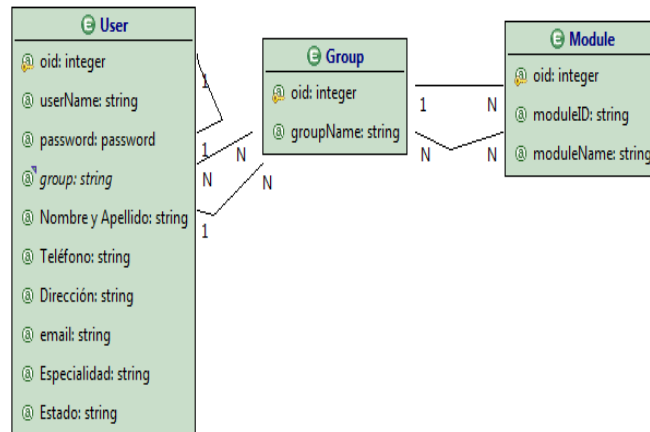 User
oid: integer
userName: string
password: password
group: string
Nombre y Apellido: string
Teléfono: string
Dirección: string
email: string
Especialidad: string
Estado: string
1
1
N
N
N
1
Group
oid: integer
groupName: string
1
N
N
N
Module
oid: integer
moduleID: string
moduleName: string